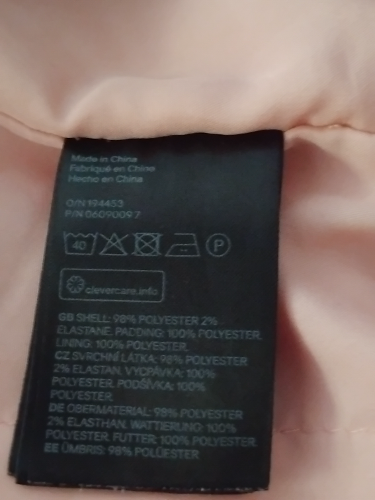 Made in China
Fabriqué en Chine
Hecho en China
O/N 194453
P/N 06090097
40
P
clevercare.info
GB SHELL: 98% POLYESTER 2%
ELASTANE. PADDING: 100% POLYESTER.
LINING: 100% POLYESTER.
CZ SVRCHNÍ LÁTKA: 98% POLYESTER
2% ELASTAN. VYCPÁVKA: 100%
POLYESTER. PODŠÍVKA: 100%
POLYESTER.
DE OBERMATERIAL: 98% POLYESTER
2% ELASTHAN. WATTIERUNG: 100%
POLYESTER. FUTTER: 100% POLYESTER.
EE ÜMBRIS: 98% POLÜESTER